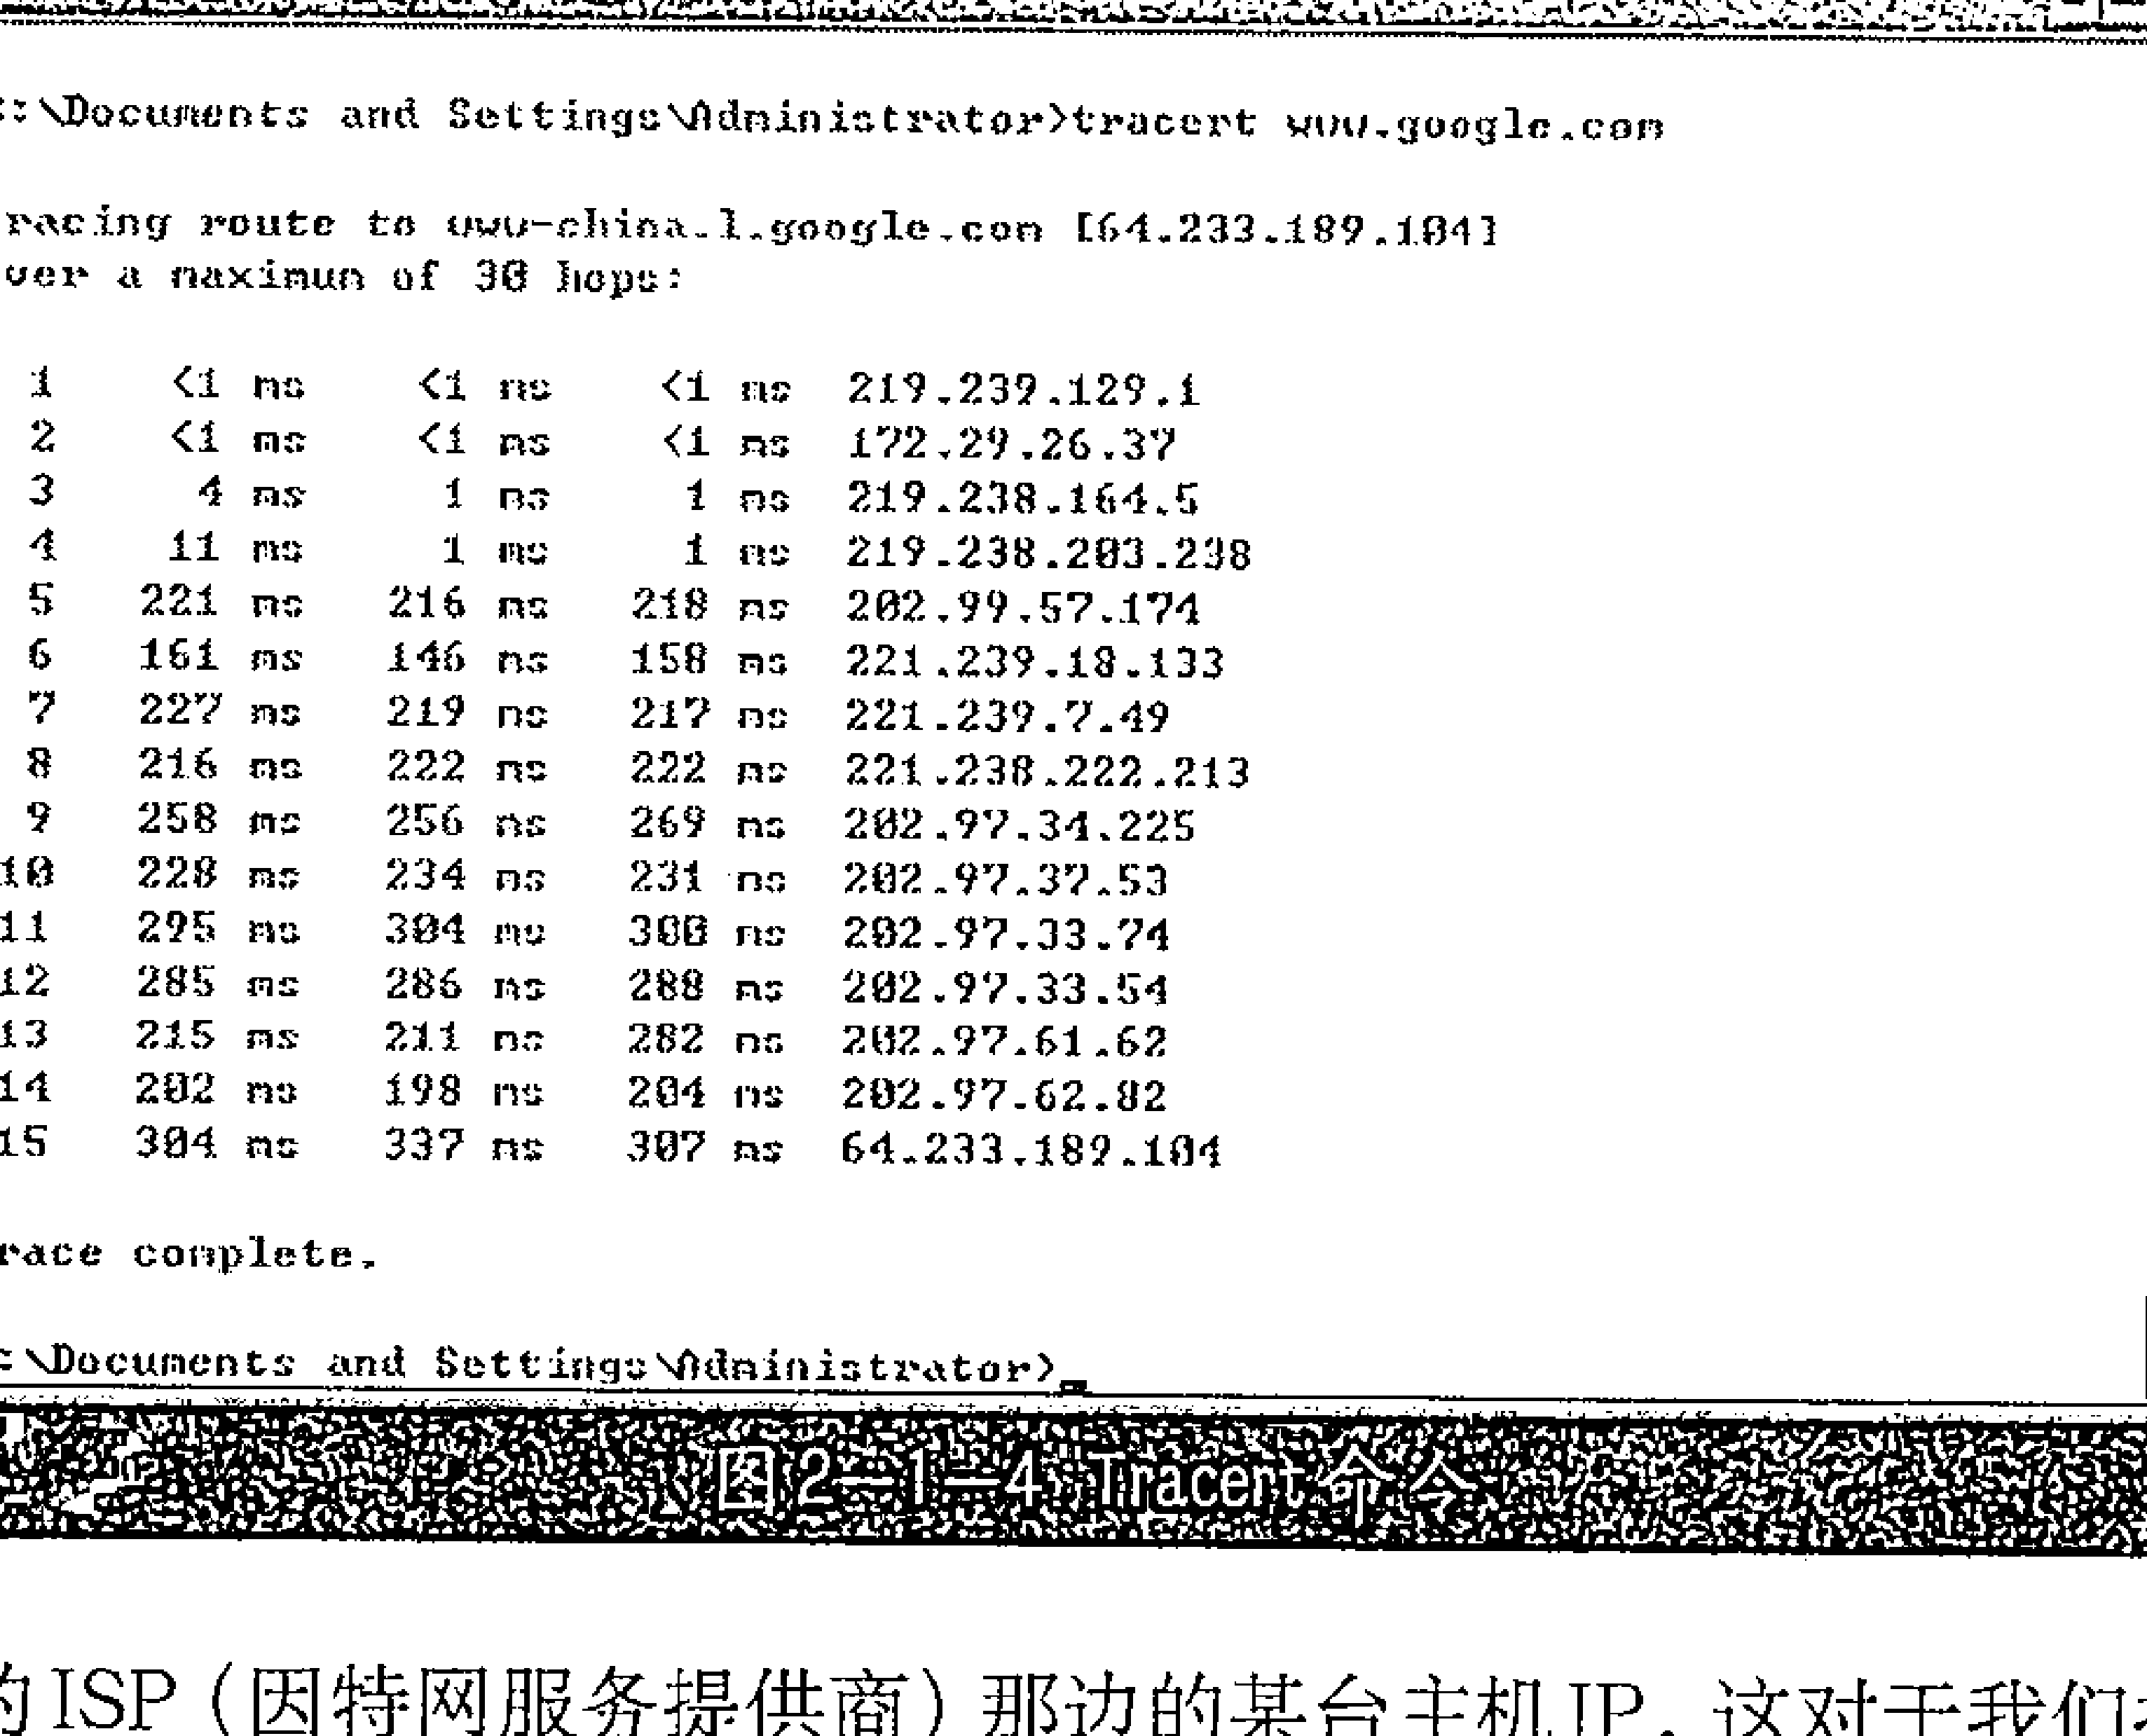 :\Documents and Settings\Administrator>tracert www.google.com
racing route to www-china.l.google.com [64.233.189.104]
ver a maximum of 30 hops:
1 <1 ms <1 ms <1 ms 219.239.129.1
2 <1 ms <1 ms <1 ms 172.29.26.37
3 4 ms 1 ms 1 ms 219.238.164.5
4 11 ms 1 ms 1 ms 219.238.203.238
5 221 ms 216 ms 218 ms 202.99.57.174
6 161 ms 146 ms 158 ms 221.239.18.133
7 227 ms 219 ms 217 ms 221.239.7.49
8 216 ms 222 ms 222 ms 221.238.222.213
9 258 ms 256 ms 269 ms 202.97.34.225
10 228 ms 234 ms 231 ms 202.97.37.53
11 295 ms 304 ms 300 ms 202.97.33.74
12 285 ms 286 ms 288 ms 202.97.33.54
13 215 ms 211 ms 282 ms 202.97.61.62
14 202 ms 198 ms 204 ms 202.97.62.82
15 304 ms 337 ms 307 ms 64.233.189.104
race complete.
:\Documents and Settings\Administrator>_
图2-1-4 Tracert命令
的ISP（因特网服务提供商）那边的某台主机IP，这对于我们